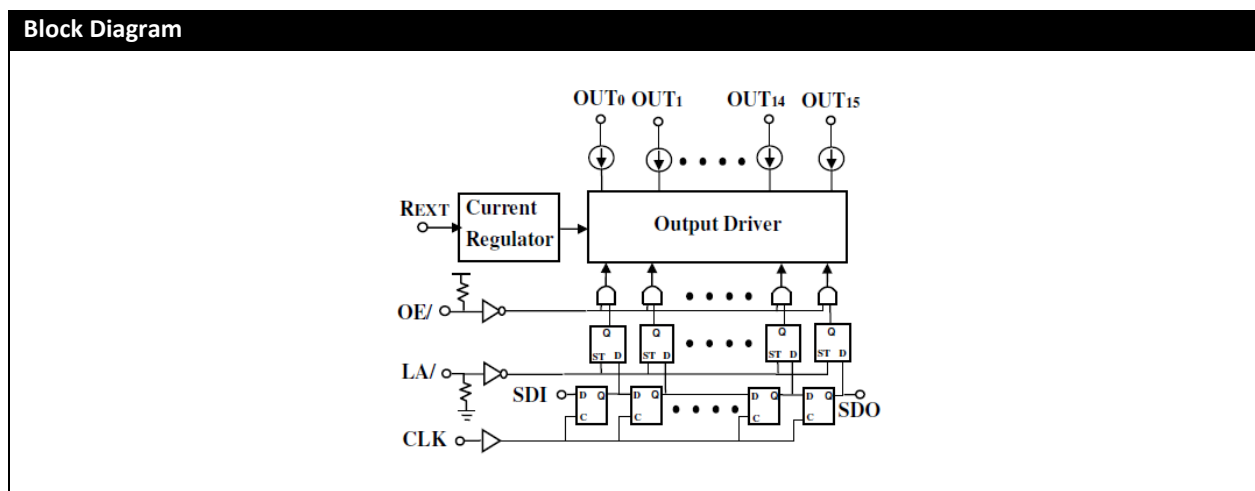 Block Diagram
OUT0 OUT1 OUT14 OUT15
REXT
Current
Regulator
Output Driver
OE/
Q Q Q Q
ST D ST D ST D ST D
LA/
SDI
D Q D Q D Q D Q
C C C C
SDO
CLK